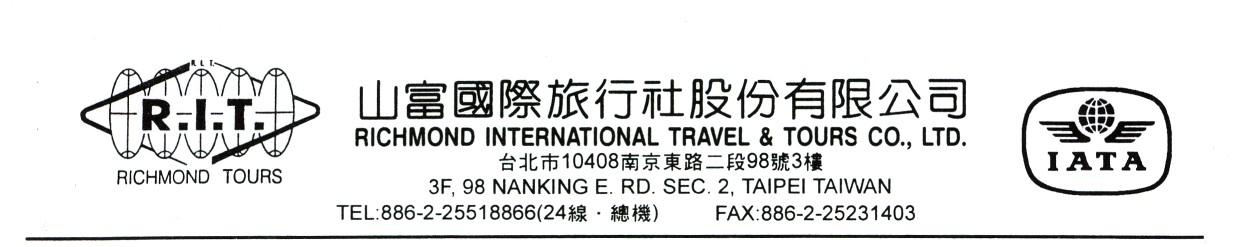 R.I.T.
R.I.T.
RICHMOND TOURS
山富國際旅行社股份有限公司
RICHMOND INTERNATIONAL TRAVEL & TOURS CO., LTD.
台北市10408南京東路二段98號3樓
3F, 98 NANKING E. RD. SEC. 2, TAIPEI TAIWAN
TEL:886-2-25518866(24線‧總機) FAX:886-2-25231403
IATA